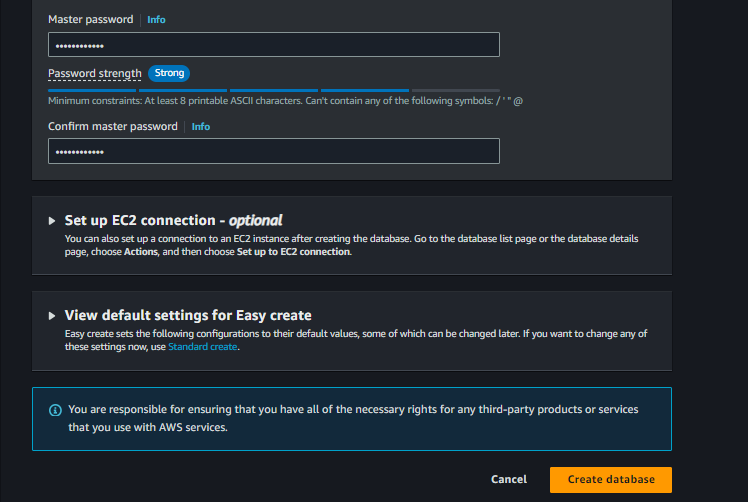 Master password Info
••••••••••••
Password strength Strong
Minimum constraints: At least 8 printable ASCII characters. Can't contain any of the following symbols: / ' " @
Confirm master password Info
••••••••••••
Set up EC2 connection - optional
You can also set up a connection to an EC2 instance after creating the database. Go to the database list page or the database details
page, choose Actions, and then choose Set up to EC2 connection.
View default settings for Easy create
Easy create sets the following configurations to their default values, some of which can be changed later. If you want to change any of
these settings now, use Standard create.
You are responsible for ensuring that you have all of the necessary rights for any third-party products or services
that you use with AWS services.
Cancel Create database